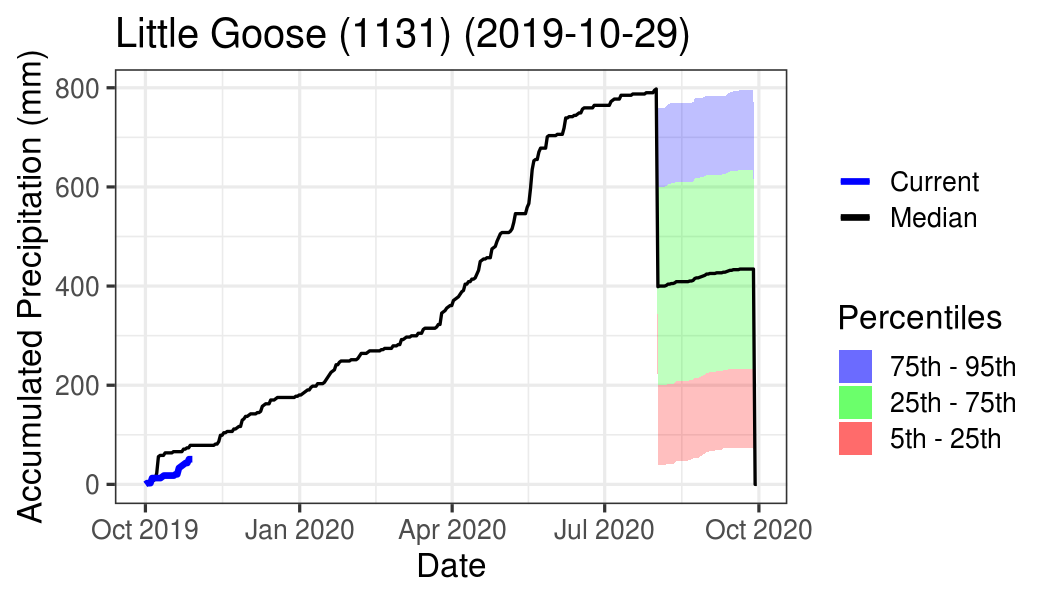 Little Goose (1131) (2019-10-29)
Accumulated Precipitation (mm)
800
600
400
200
0
Oct 2019
Jan 2020
Apr 2020
Jul 2020
Oct 2020
Date
Current
Median
Percentiles
75th - 95th
25th - 75th
5th - 25th